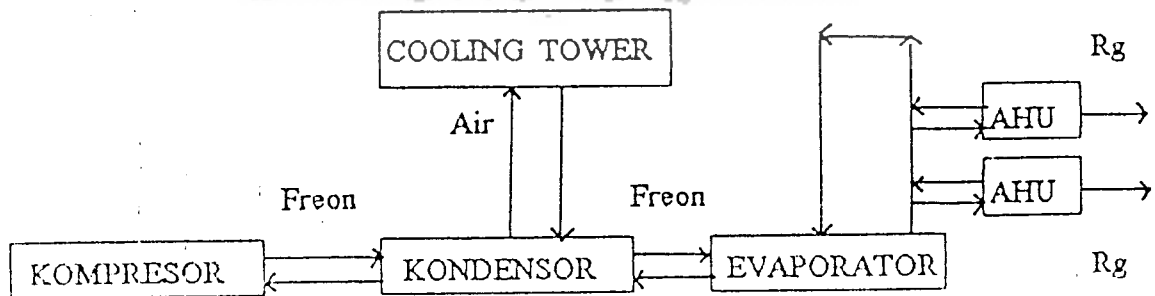 COOLING TOWER
Rg
Air
AHU
Freon
Freon
AHU
KOMPRESOR
KONDENSOR
EVAPORATOR
Rg